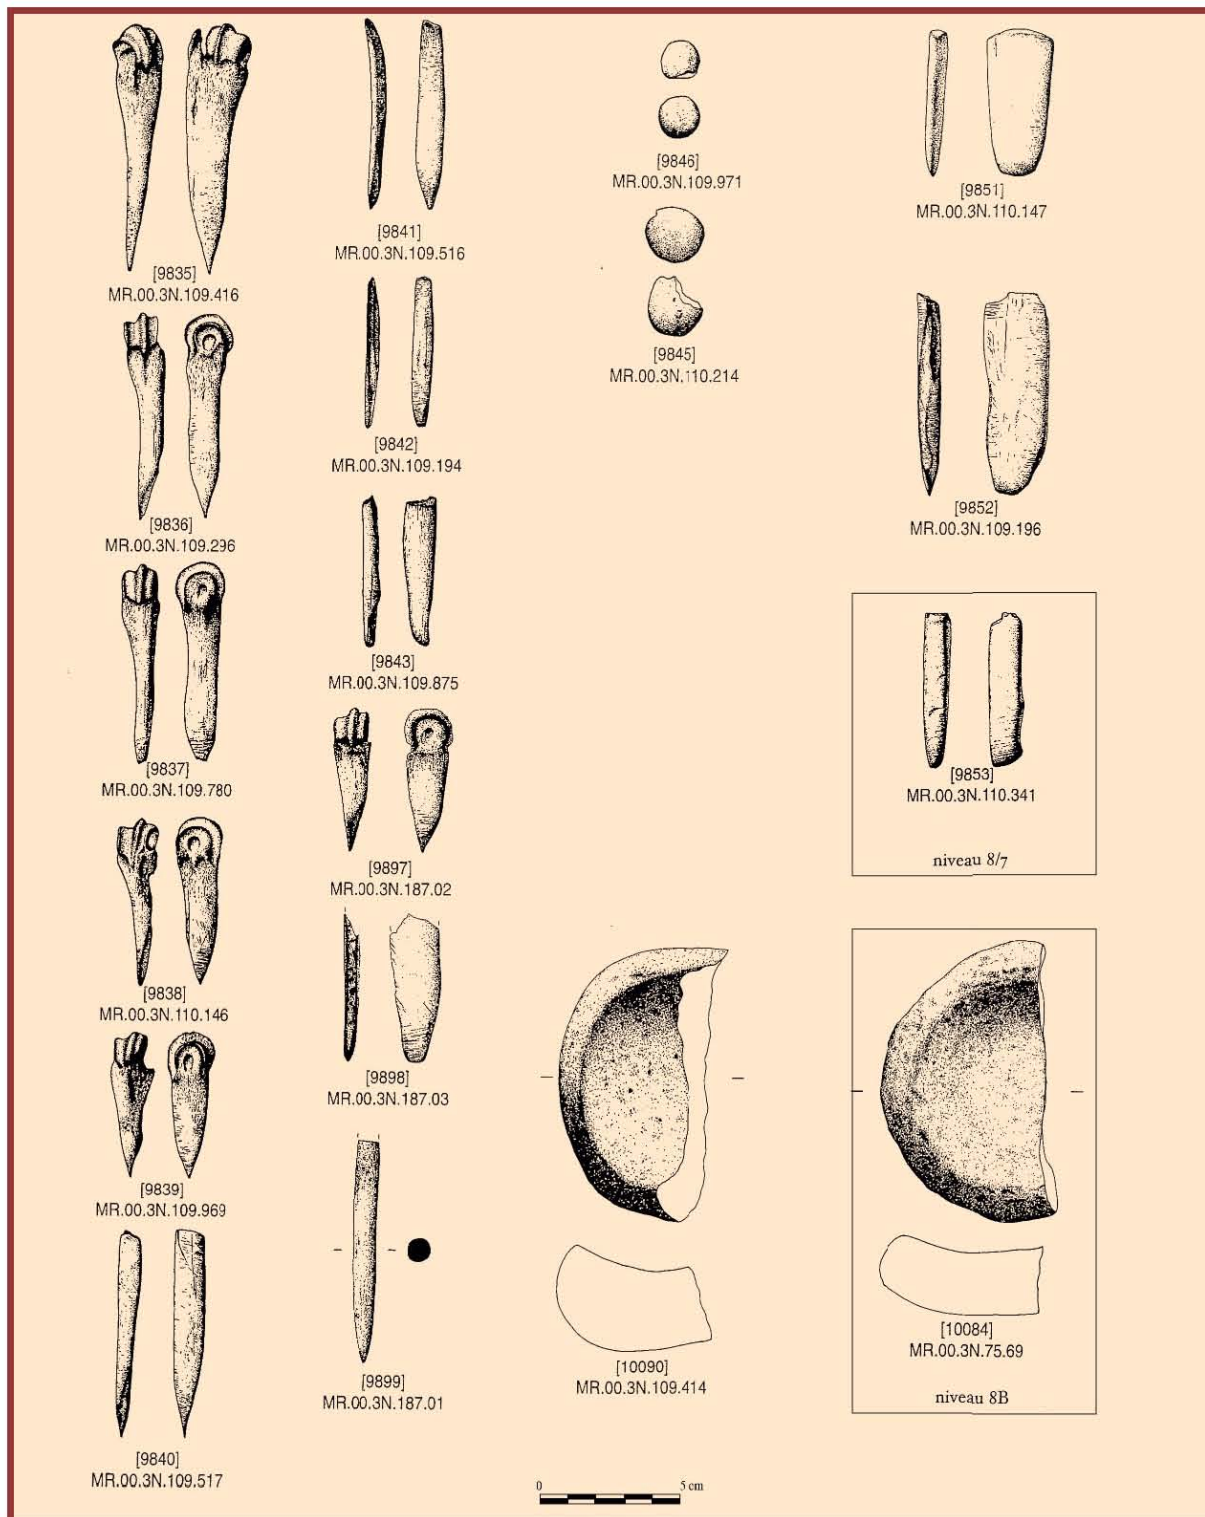 [9835]
MR.00.3N.109.416
[9836]
MR.00.3N.109.296
[9837]
MR.00.3N.109.780
[9838]
MR.00.3N.110.146
[9839]
MR.00.3N.109.969
[9840]
MR.00.3N.109.517
[9841]
MR.00.3N.109.516
[9842]
MR.00.3N.109.194
[9843]
MR.00.3N.109.875
[9897]
MR.00.3N.187.02
[9898]
MR.00.3N.187.03
[9899]
MR.00.3N.187.01
[9846]
MR.00.3N.109.971
[9845]
MR.00.3N.110.214
[10090]
MR.00.3N.109.414
0 5 cm
[9851]
MR.00.3N.110.147
[9852]
MR.00.3N.109.196
[9853]
MR.00.3N.110.341
niveau 8/7
[10084]
MR.00.3N.75.69
niveau 8B